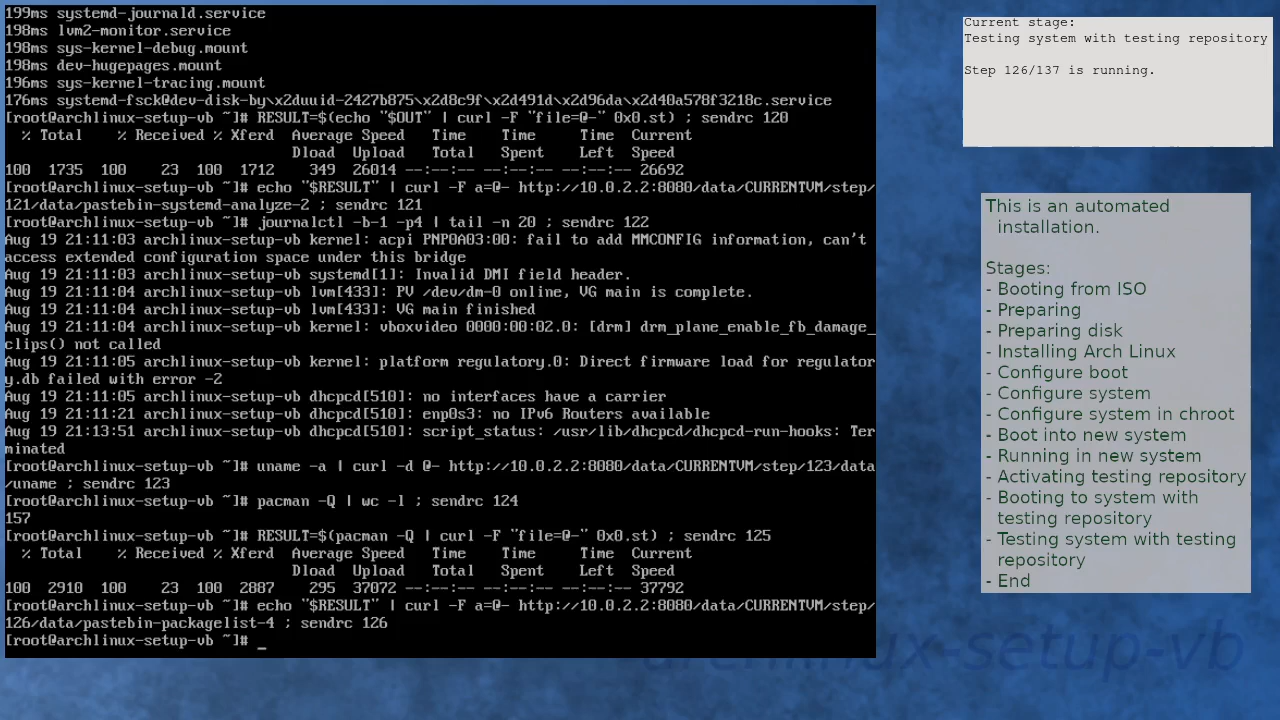 199ms systemd-journald.service
198ms lvm2-monitor.service
198ms sys-kernel-debug.mount
198ms dev-hugepages.mount
196ms sys-kernel-tracing.mount
176ms systemd-fsck@dev-disk-by\x2duuid-2427b875\x2d8c9f\x2d491d\x2d96da\x2d40a578f3218c.service
[root@archlinux-setup-vb ~]# RESULT=$(echo "$OUT" | curl -F "file=@-" 0x0.st) ; sendrc 120
% Total % Received % Xferd Average Speed Time Time Time Current
Dload Upload Total Spent Left Speed
100 1735 100 23 100 1712 349 26014 --:--:-- --:--:-- --:--:-- 26692
[root@archlinux-setup-vb ~]# echo "$RESULT" | curl -F a=@- http://10.0.2.2:8080/data/CURRENTVM/step/
121/data/pastebin-systemd-analyze-2 ; sendrc 121
[root@archlinux-setup-vb ~]# journalctl -b-1 -p4 | tail -n 20 ; sendrc 122
Aug 19 21:11:03 archlinux-setup-vb kernel: acpi PNP0A03:00: fail to add MMCONFIG information, can't
access extended configuration space under this bridge
Aug 19 21:11:03 archlinux-setup-vb systemd[1]: Invalid DMI field header.
Aug 19 21:11:04 archlinux-setup-vb lvm[433]: PV /dev/dm-0 online, VG main is complete.
Aug 19 21:11:04 archlinux-setup-vb lvm[433]: VG main finished
Aug 19 21:11:04 archlinux-setup-vb kernel: vboxvideo 0000:00:02.0: [drm] drm_plane_enable_fb_damage_
clips() not called
Aug 19 21:11:05 archlinux-setup-vb kernel: platform regulatory.0: Direct firmware load for regulator
y.db failed with error -2
Aug 19 21:11:05 archlinux-setup-vb dhcpcd[510]: no interfaces have a carrier
Aug 19 21:11:21 archlinux-setup-vb dhcpcd[510]: enp0s3: no IPv6 Routers available
Aug 19 21:13:51 archlinux-setup-vb dhcpcd[510]: script_status: /usr/lib/dhcpcd/dhcpcd-run-hooks: Ter
minated
[root@archlinux-setup-vb ~]# uname -a | curl -d @- http://10.0.2.2:8080/data/CURRENTVM/step/123/data
/uname ; sendrc 123
[root@archlinux-setup-vb ~]# pacman -Q | wc -l ; sendrc 124
157
[root@archlinux-setup-vb ~]# RESULT=$(pacman -Q | curl -F "file=@-" 0x0.st) ; sendrc 125
% Total % Received % Xferd Average Speed Time Time Time Current
Dload Upload Total Spent Left Speed
100 2910 100 23 100 2887 295 37072 --:--:-- --:--:-- --:--:-- 37792
[root@archlinux-setup-vb ~]# echo "$RESULT" | curl -F a=@- http://10.0.2.2:8080/data/CURRENTVM/step/
126/data/pastebin-packagelist-4 ; sendrc 126
[root@archlinux-setup-vb ~]# _
Current stage:
Testing system with testing repository
Step 126/137 is running.
This is an automated
installation.
Stages:
- Booting from ISO
- Preparing
- Preparing disk
- Installing Arch Linux
- Configure boot
- Configure system
- Configure system in chroot
- Boot into new system
- Running in new system
- Activating testing repository
- Booting to system with
testing repository
- Testing system with testing
repository
- End
archlinux-setup-vb